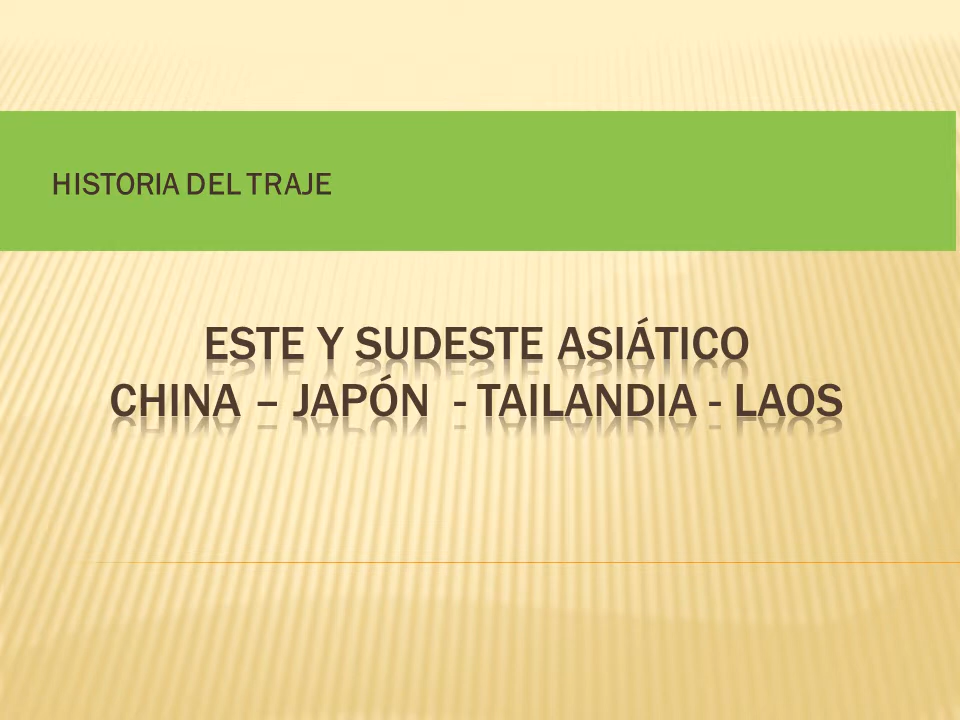 HISTORIA DEL TRAJE
ESTE Y SUDESTE ASIÁTICO
CHINA – JAPÓN - TAILANDIA - LAOS